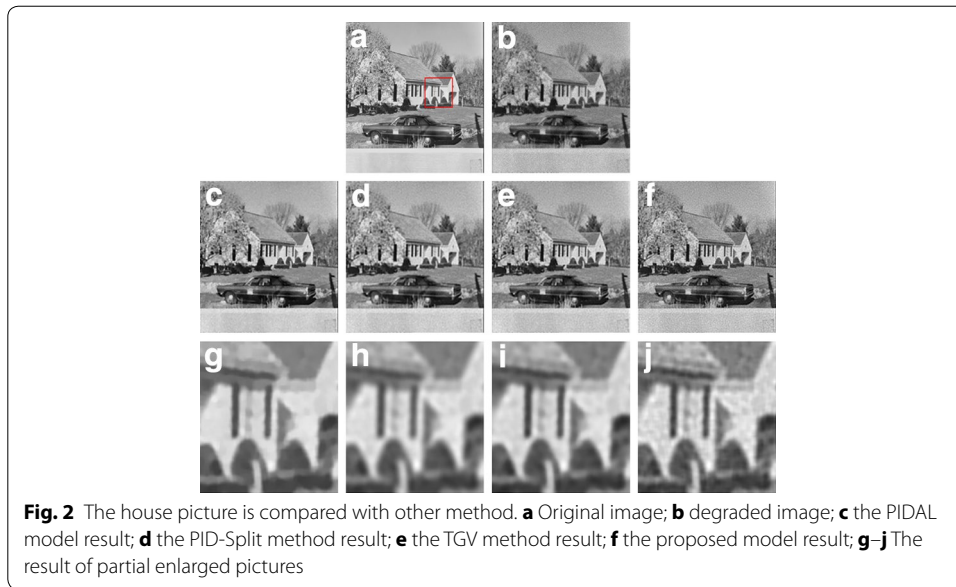 a
b
c
d
e
f
g
h
i
j
Fig. 2 The house picture is compared with other method. a Original image; b degraded image; c the PIDAL
model result; d the PID-Split method result; e the TGV method result; f the proposed model result; g–j The
result of partial enlarged pictures